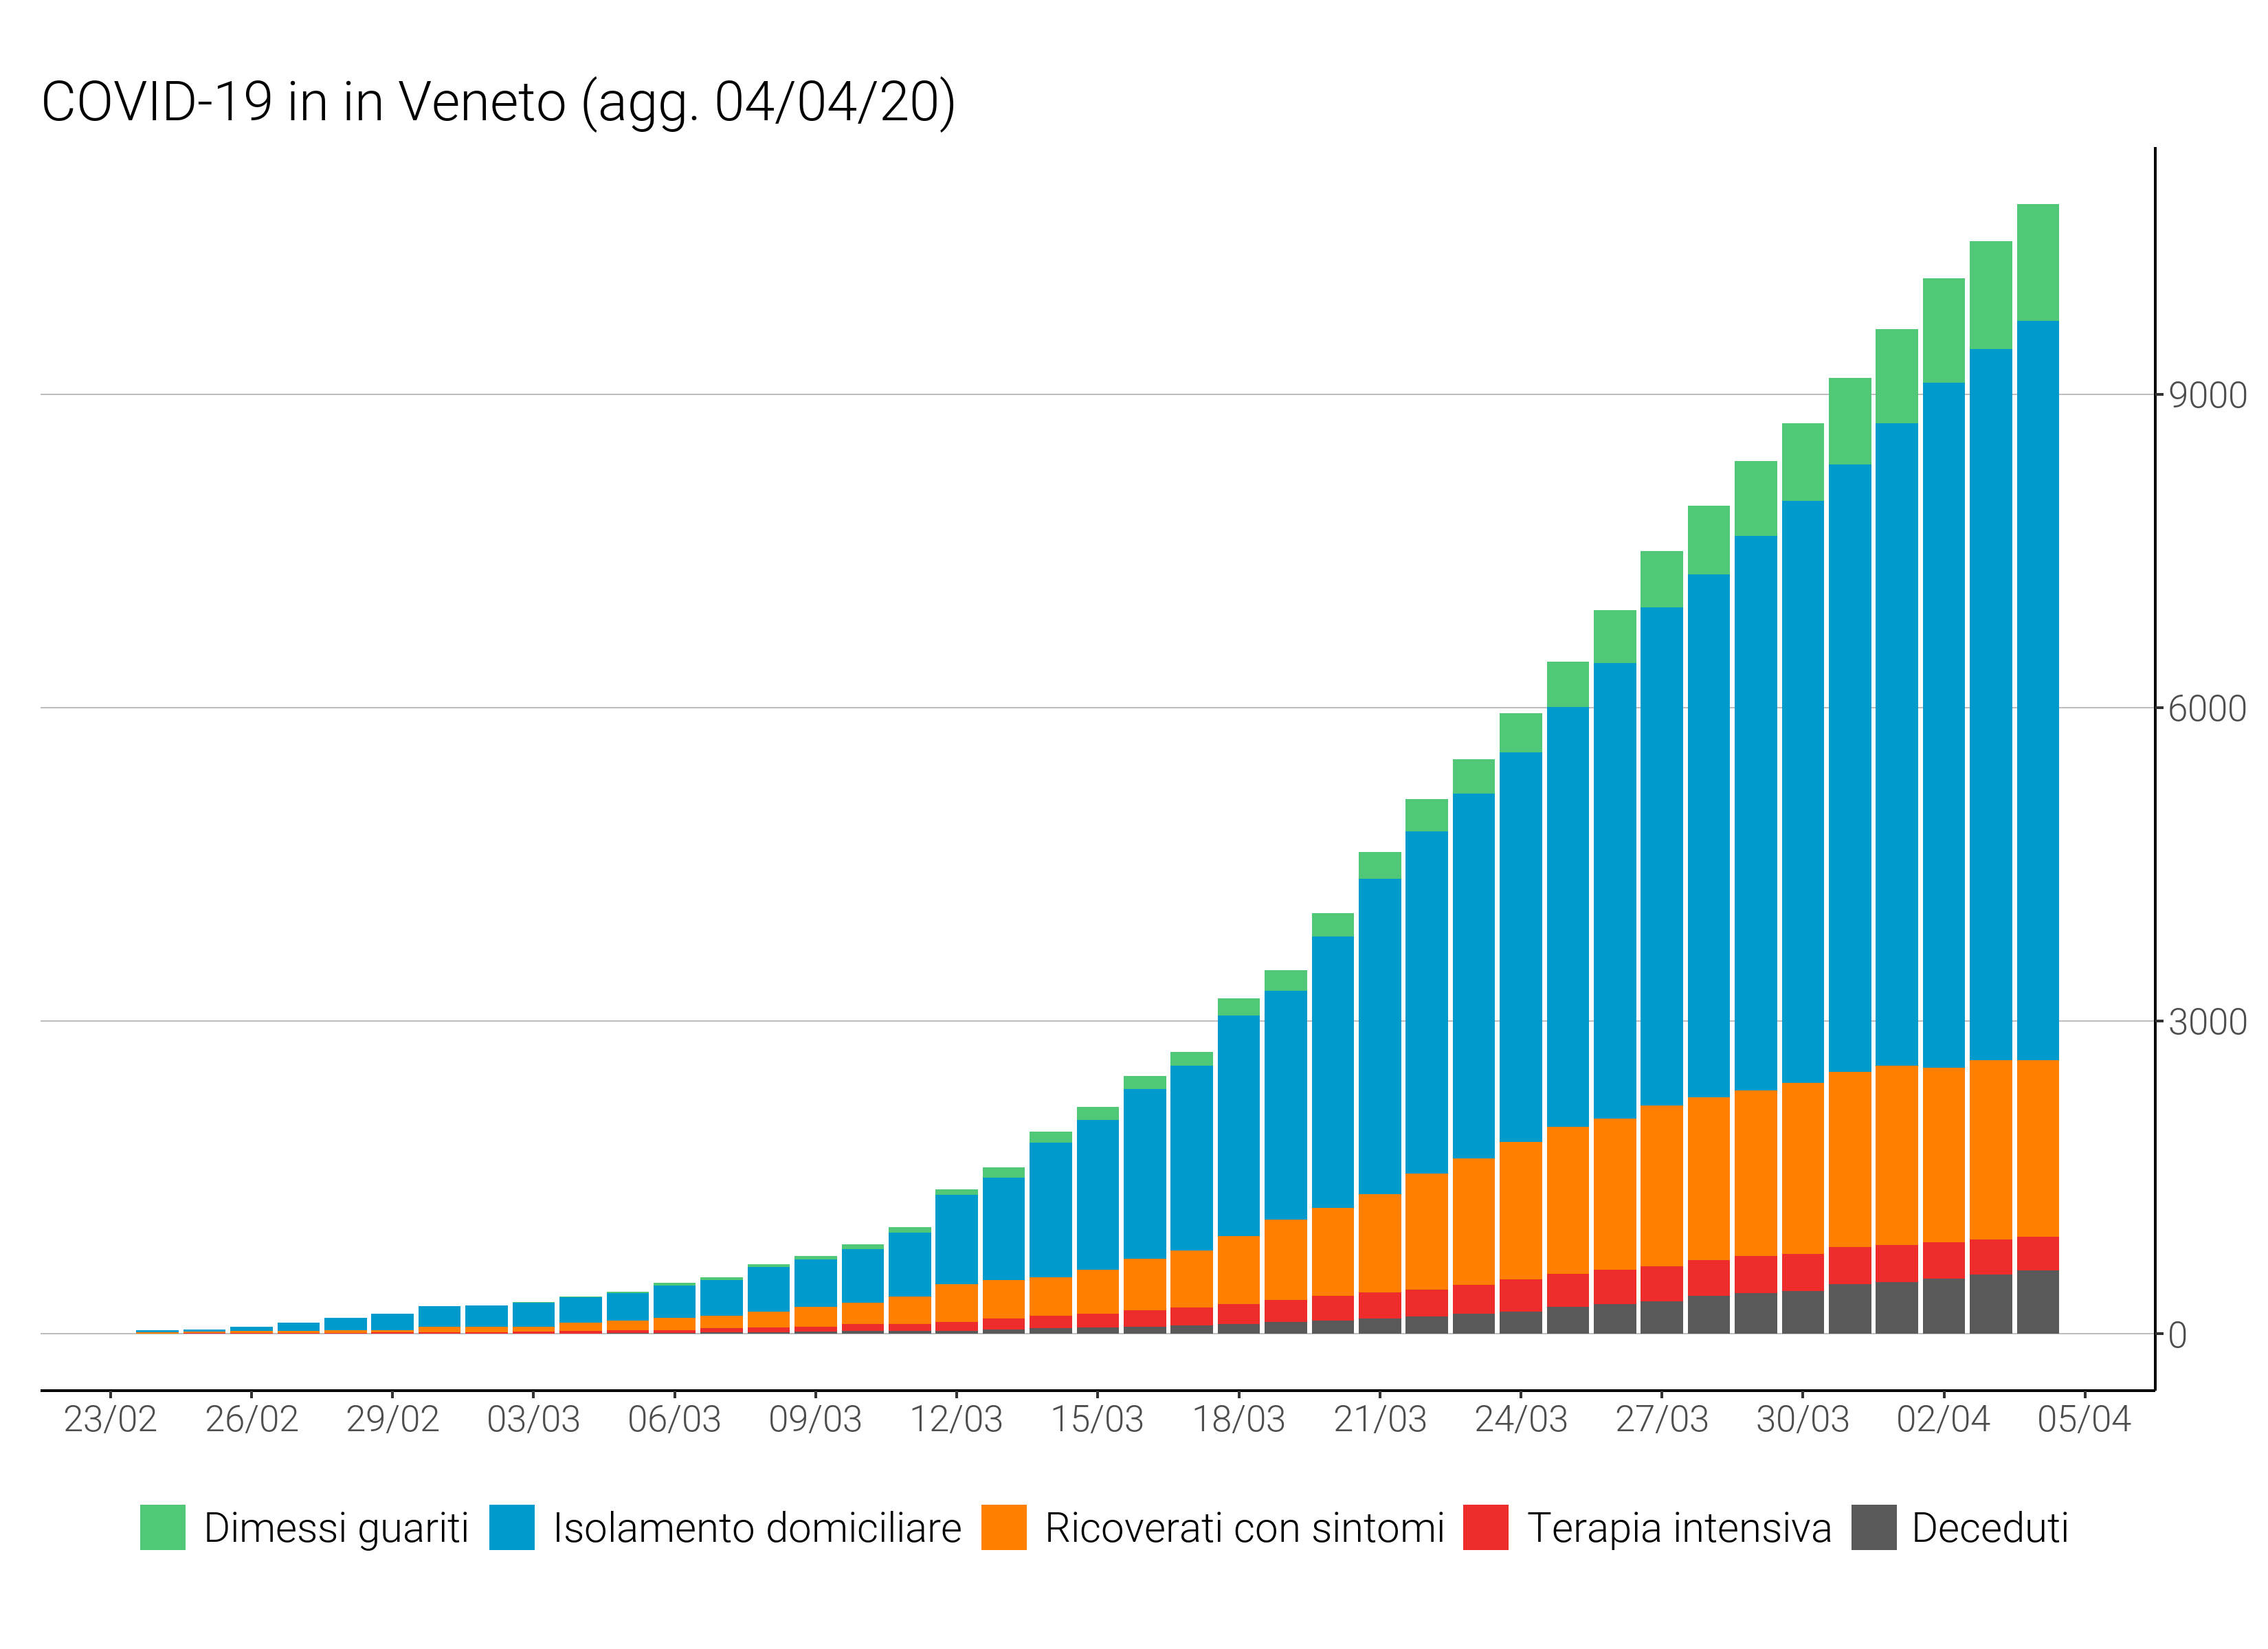 COVID-19 in in Veneto (agg. 04/04/20)
9000
6000
3000
0
23/02 26/02 29/02 03/03 06/03 09/03 12/03 15/03 18/03 21/03 24/03 27/03 30/03 02/04 05/04
Dimessi guariti Isolamento domiciliare Ricoverati con sintomi Terapia intensiva Deceduti